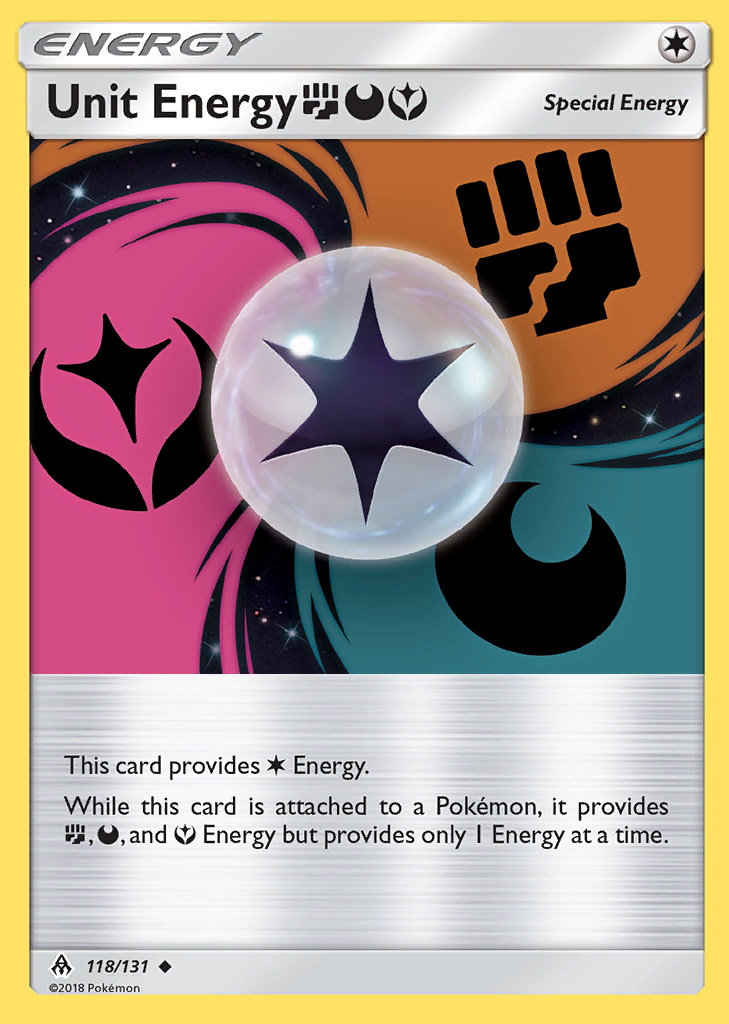 ENERGY
Unit Energy
Special Energy
This card provides Energy.
While this card is attached to a Pokémon, it provides
, , and Energy but provides only 1 Energy at a time.
118/131
©2018 Pokémon